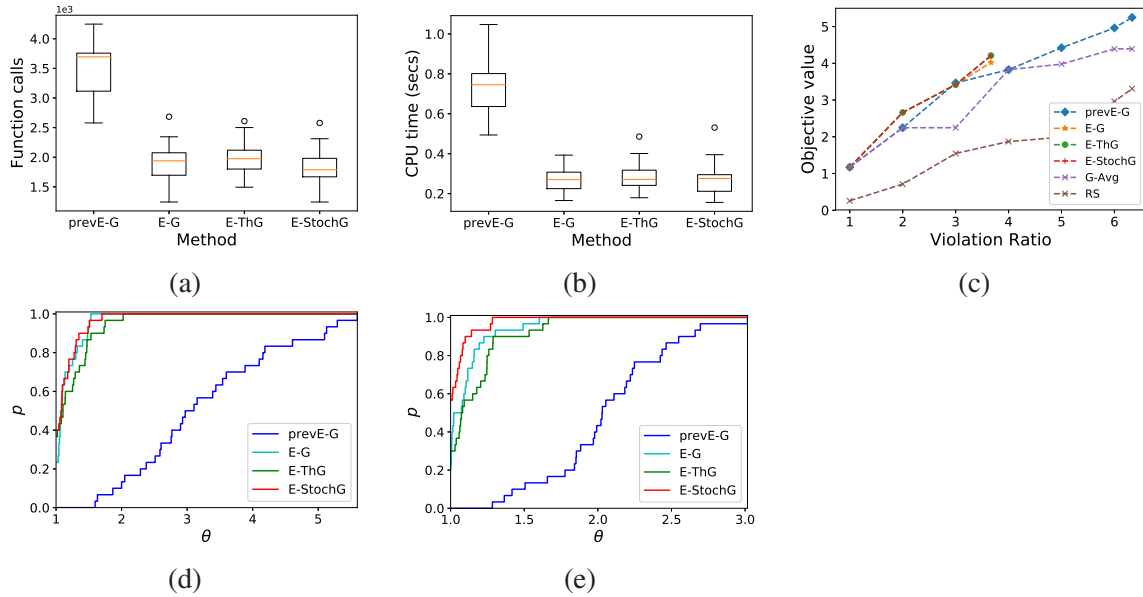 1e3
Function calls
4.0
3.5
3.0
2.5
2.0
1.5
prevE-G E-G E-ThG E-StochG
Method
(a)
CPU time (secs)
1.0
0.8
0.6
0.4
0.2
prevE-G E-G E-ThG E-StochG
Method
(b)
Objective value
5
4
3
2
1
0
prevE-G
E-G
E-ThG
E-StochG
G-Avg
RS
1 2 3 4 5 6
Violation Ratio
(c)
p
1.0
0.8
0.6
0.4
0.2
0.0
prevE-G
E-G
E-ThG
E-StochG
1 2 3 4 5
θ
(d)
p
1.0
0.8
0.6
0.4
0.2
0.0
prevE-G
E-G
E-ThG
E-StochG
1.0 1.5 2.0 2.5 3.0
θ
(e)